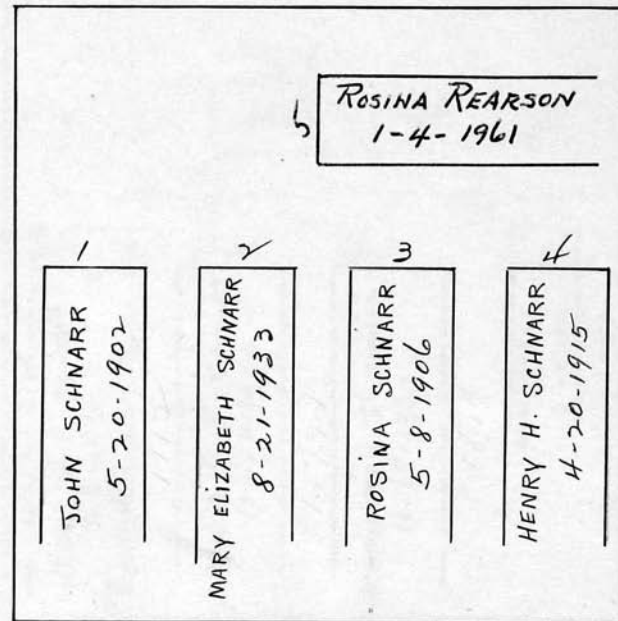 5
ROSINA REARSON
1-4-1961
1
JOHN SCHNARR
5-20-1902
2
MARY ELIZABETH SCHNARR
8-21-1933
3
ROSINA SCHNARR
5-8-1906
4
HENRY H. SCHNARR
4-20-1915